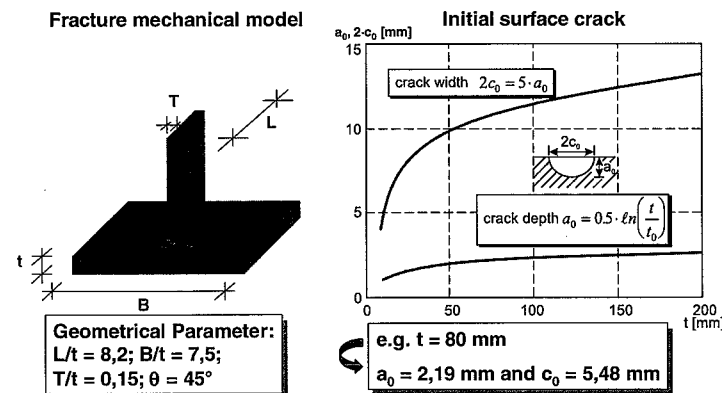 Fracture mechanical model
T
L
t
B
Geometrical Parameter:
L/t = 8,2; B/t = 7,5;
T/t = 0,15; θ = 45°
Initial surface crack
a₀, 2·c₀ [mm]
15
10
5
0
crack width 2c₀ = 5·a₀
2c₀
a₀
crack depth a₀ = 0.5·ℓn(t/t₀)
0 50 100 150 200
t [mm]
e.g. t = 80 mm
a₀ = 2,19 mm and c₀ = 5,48 mm